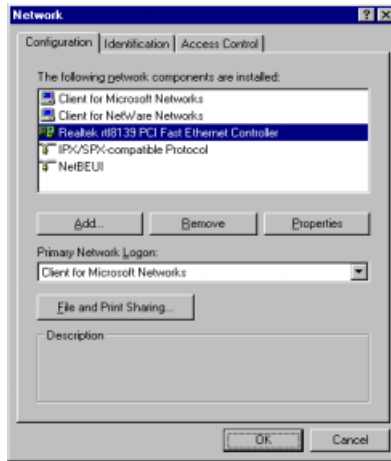 Network
Configuration Identification Access Control
The following network components are installed:
Client for Microsoft Networks
Client for NetWare Networks
Realtek rtl8139 PCI Fast Ethernet Controller
IPX/SPX-compatible Protocol
NetBEUI
Add... Remove Properties
Primary Network Logon:
Client for Microsoft Networks
File and Print Sharing...
Description
OK Cancel